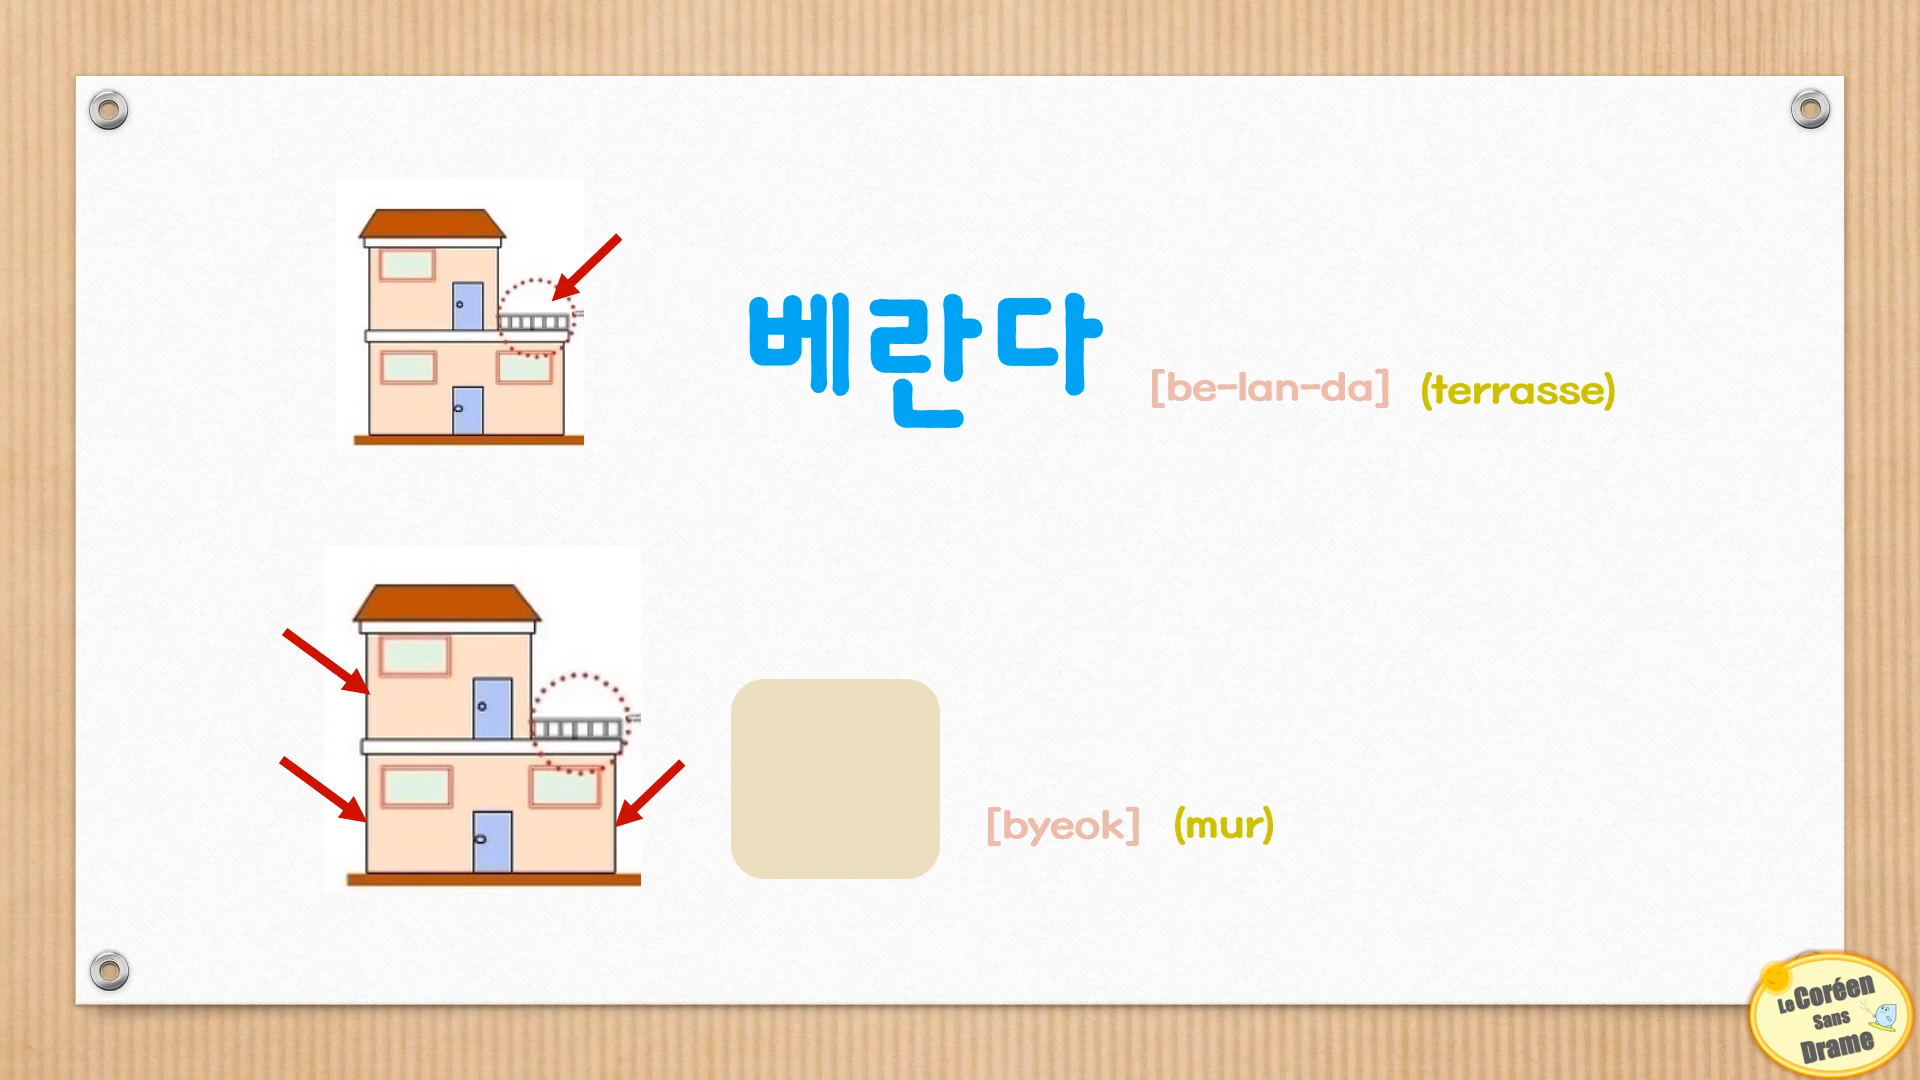 베란다 [be-lan-da] (terrasse)
[byeok] (mur)
Le Coréen
Sans
Drame